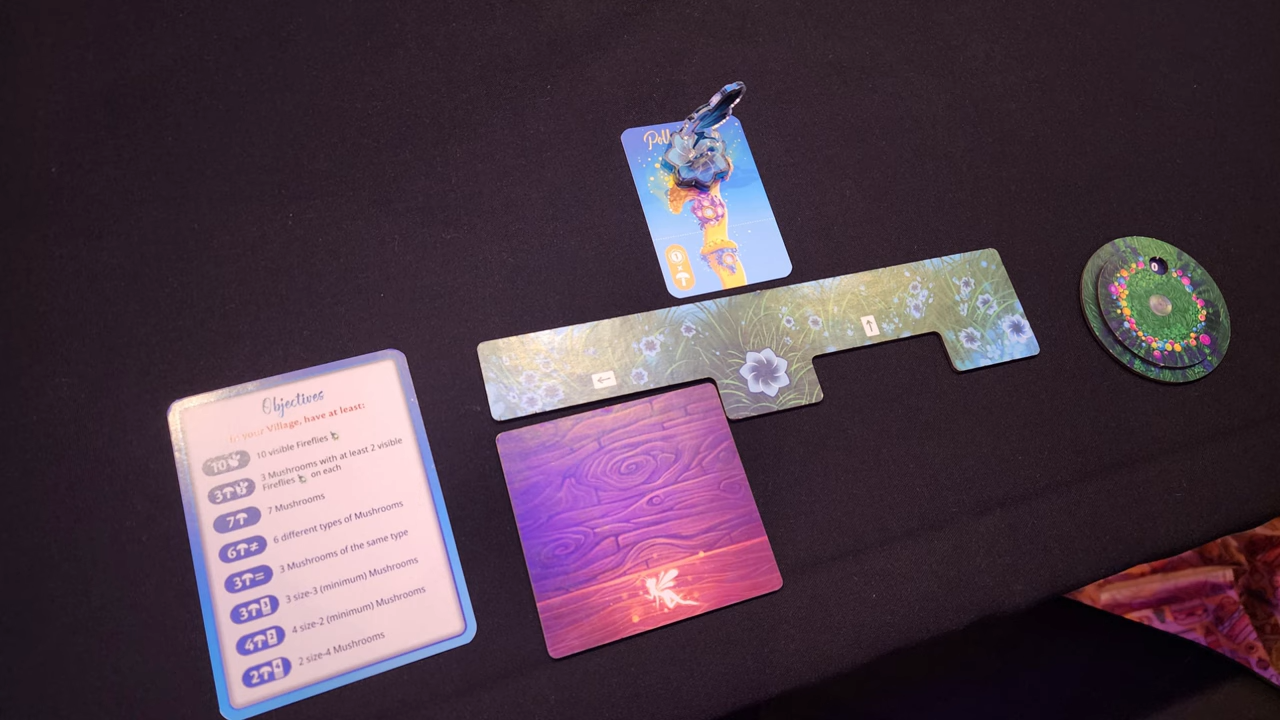 Objectives
your Village, have at least:
10 10 visible Fireflies
3 3 Mushrooms with at least 2 visible
Fireflies on each
7 7 Mushrooms
6≠ 6 different types of Mushrooms
3= 3 Mushrooms of the same type
3 3 size-3 (minimum) Mushrooms
4 4 size-2 (minimum) Mushrooms
2 2 size-4 Mushrooms
0